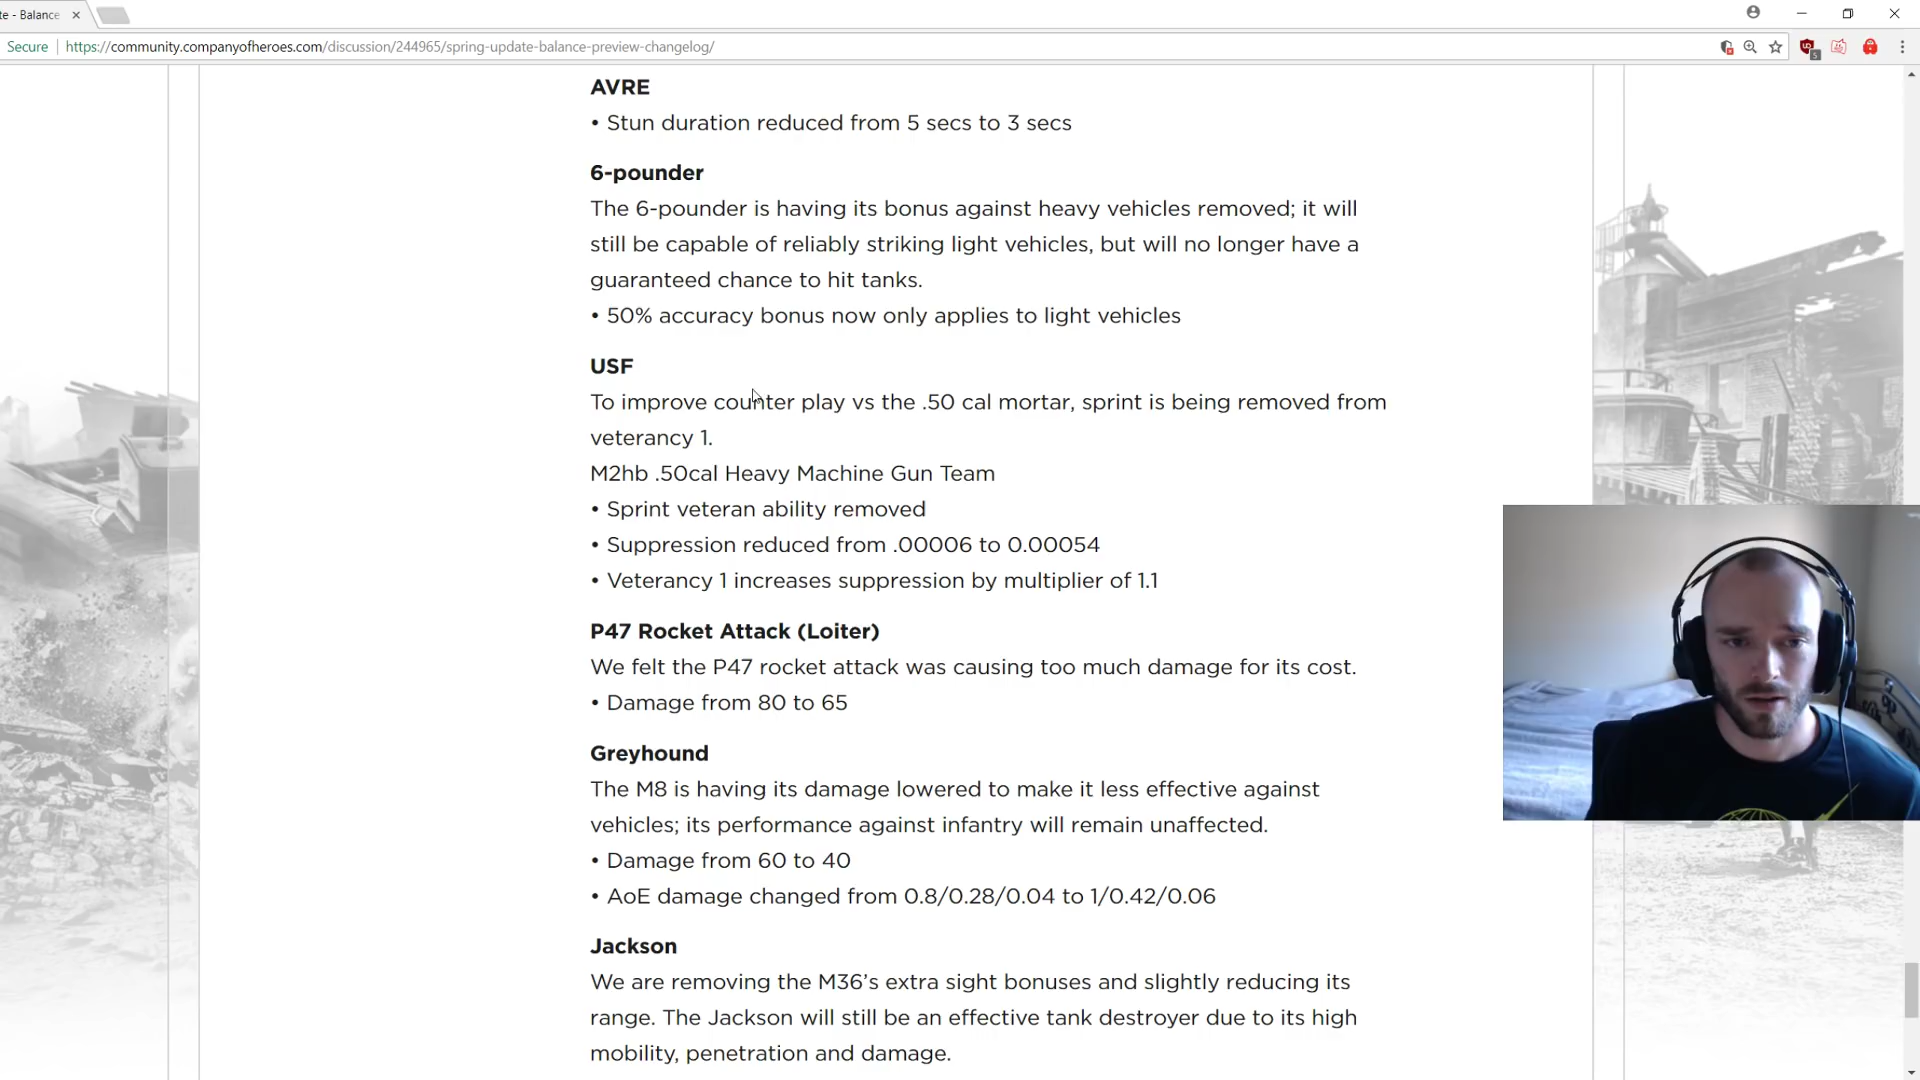 te - Balance
Secure https://community.companyofheroes.com/discussion/244965/spring-update-balance-preview-changelog/
AVRE
• Stun duration reduced from 5 secs to 3 secs
6-pounder
The 6-pounder is having its bonus against heavy vehicles removed; it will
still be capable of reliably striking light vehicles, but will no longer have a
guaranteed chance to hit tanks.
• 50% accuracy bonus now only applies to light vehicles
USF
To improve counter play vs the .50 cal mortar, sprint is being removed from
veterancy 1.
M2hb .50cal Heavy Machine Gun Team
• Sprint veteran ability removed
• Suppression reduced from .00006 to 0.00054
• Veterancy 1 increases suppression by multiplier of 1.1
P47 Rocket Attack (Loiter)
We felt the P47 rocket attack was causing too much damage for its cost.
• Damage from 80 to 65
Greyhound
The M8 is having its damage lowered to make it less effective against
vehicles; its performance against infantry will remain unaffected.
• Damage from 60 to 40
• AoE damage changed from 0.8/0.28/0.04 to 1/0.42/0.06
Jackson
We are removing the M36’s extra sight bonuses and slightly reducing its
range. The Jackson will still be an effective tank destroyer due to its high
mobility, penetration and damage.